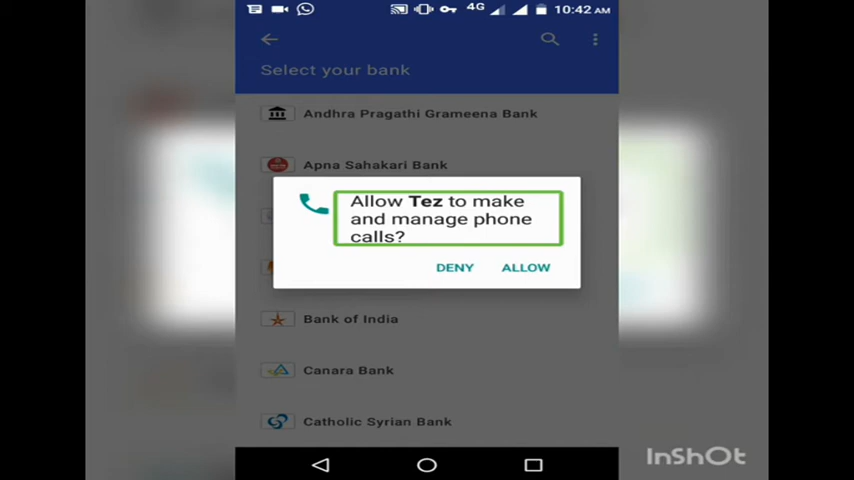 4G 10:42 AM
Select your bank
Andhra Pragathi Grameena Bank
Apna Sahakari Bank
Allow Tez to make
and manage phone
calls?
DENY ALLOW
Bank of India
Canara Bank
Catholic Syrian Bank
InShOt